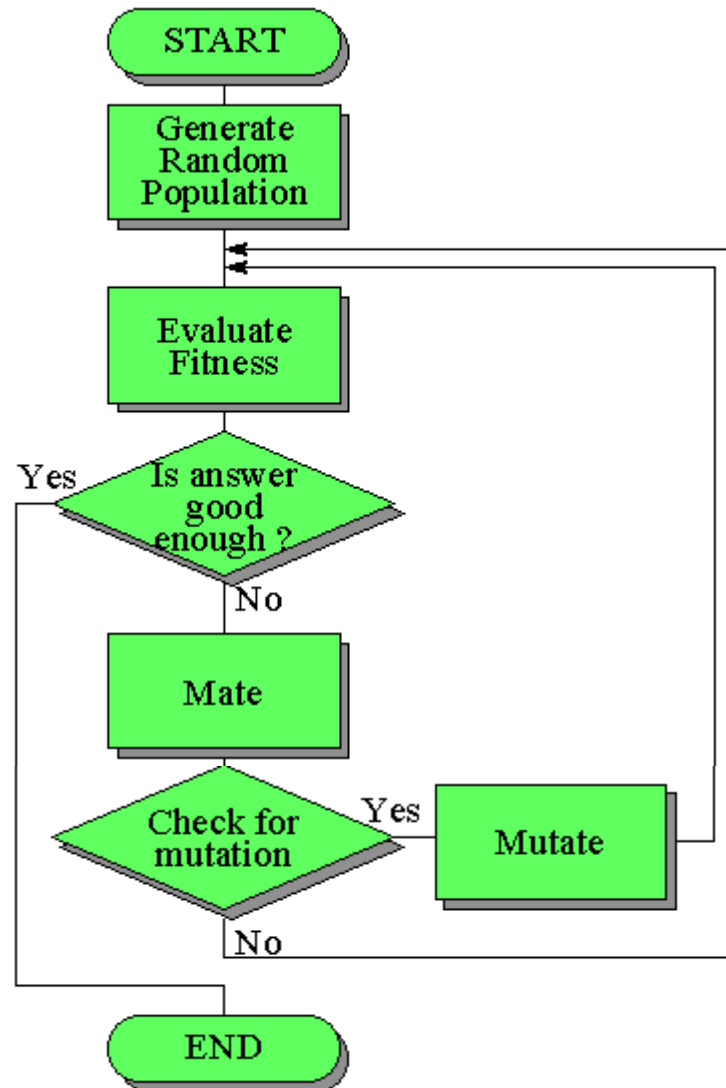 START
Generate
Random
Population
Evaluate
Fitness
Yes
Is answer
good
enough ?
No
Mate
Check for
mutation
Yes
Mutate
No
END